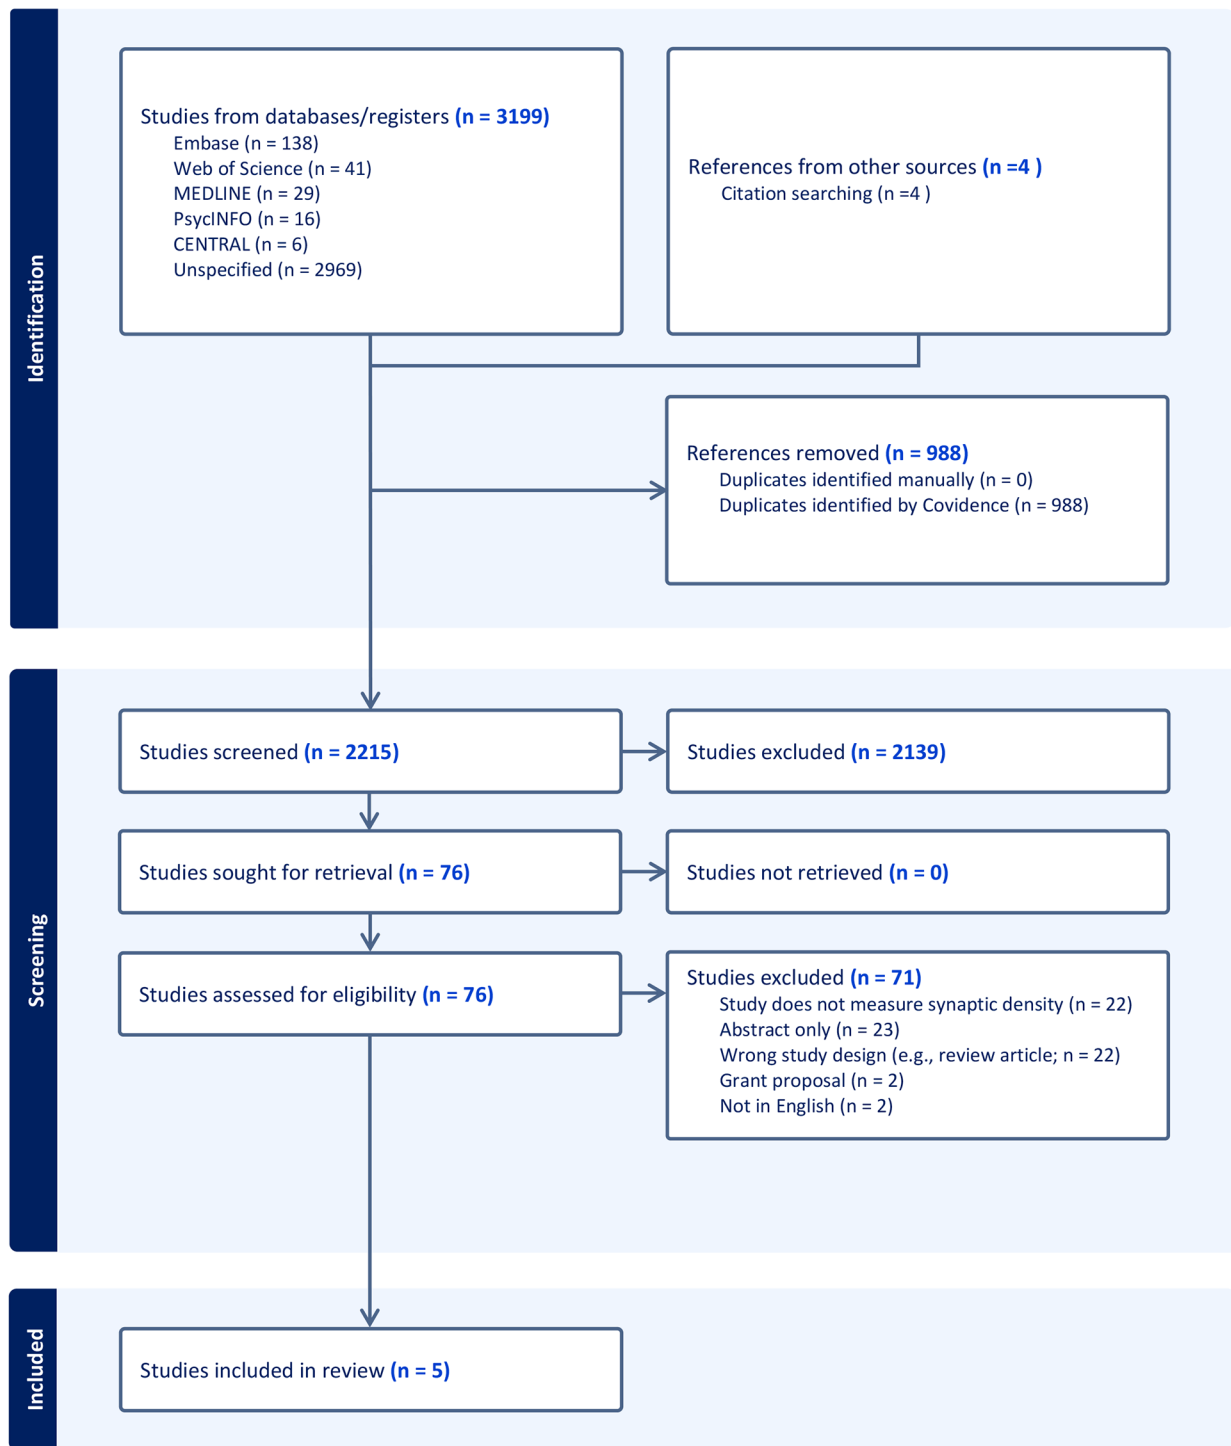 Identification
Studies from databases/registers (n = 3199)
Embase (n = 138)
Web of Science (n = 41)
MEDLINE (n = 29)
PsycINFO (n = 16)
CENTRAL (n = 6)
Unspecified (n = 2969)
References from other sources (n =4 )
Citation searching (n =4 )
References removed (n = 988)
Duplicates identified manually (n = 0)
Duplicates identified by Covidence (n = 988)
Screening
Studies screened (n = 2215)
Studies excluded (n = 2139)
Studies sought for retrieval (n = 76)
Studies not retrieved (n = 0)
Studies assessed for eligibility (n = 76)
Studies excluded (n = 71)
Study does not measure synaptic density (n = 22)
Abstract only (n = 23)
Wrong study design (e.g., review article; n = 22)
Grant proposal (n = 2)
Not in English (n = 2)
Included
Studies included in review (n = 5)